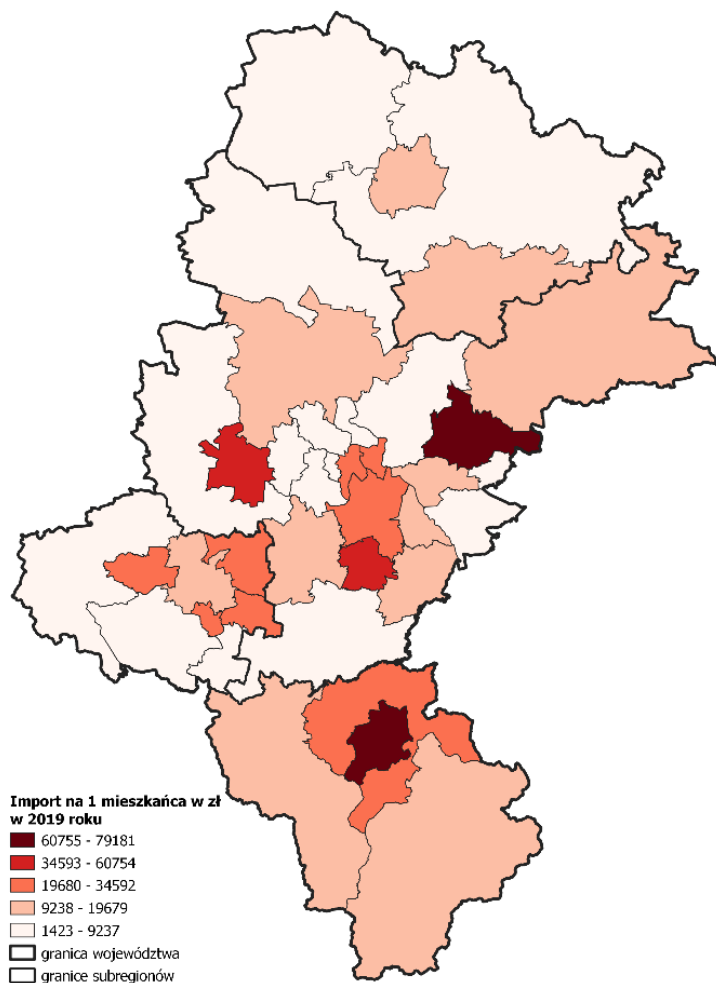 Import na 1 mieszkańca w zł
w 2019 roku
60755 - 79181
34593 - 60754
19680 - 34592
9238 - 19679
1423 - 9237
granica województwa
granice subregionów